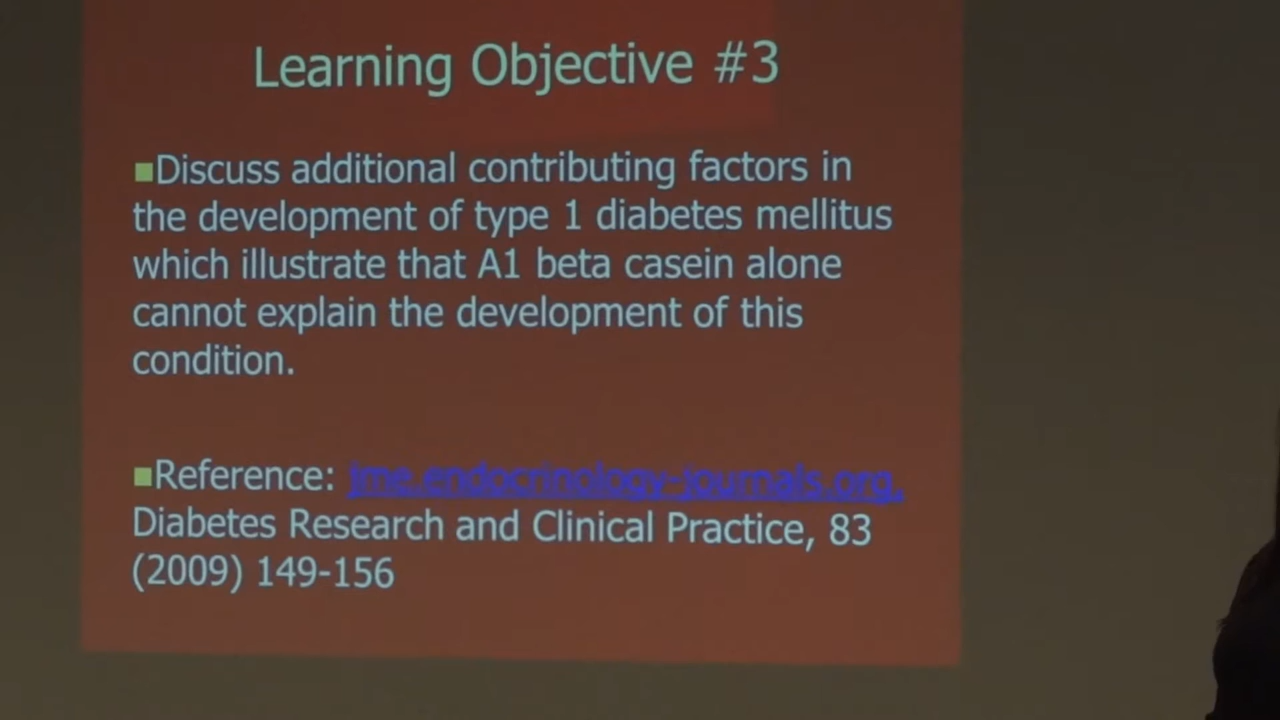 Learning Objective #3
■Discuss additional contributing factors in
the development of type 1 diabetes mellitus
which illustrate that A1 beta casein alone
cannot explain the development of this
condition.
■Reference: jme.endocrinology-journals.org,
Diabetes Research and Clinical Practice, 83
(2009) 149-156